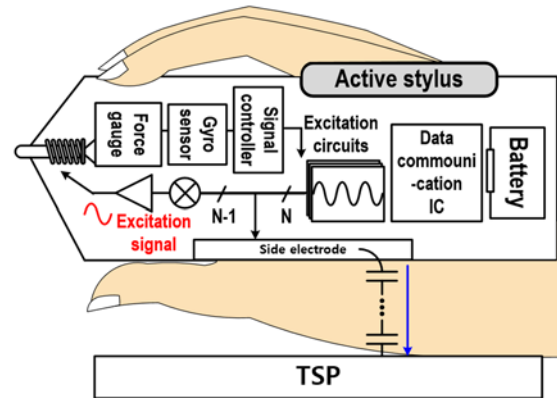 Active stylus
Force
gauge
Gyro
sensor
Signal
controller
Excitation
circuits
Data
commouni
-cation
IC
Battery
N-1
N
Excitation
signal
Side electrode
TSP